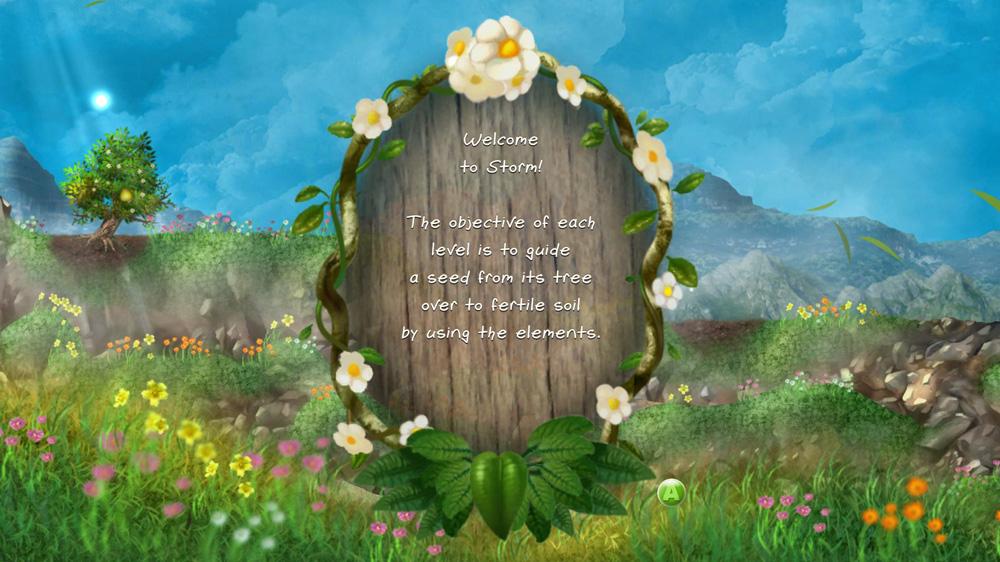 Welcome
to Storm!
The objective of each
level is to guide
a seed from its tree
over to fertile soil
by using the elements.
A